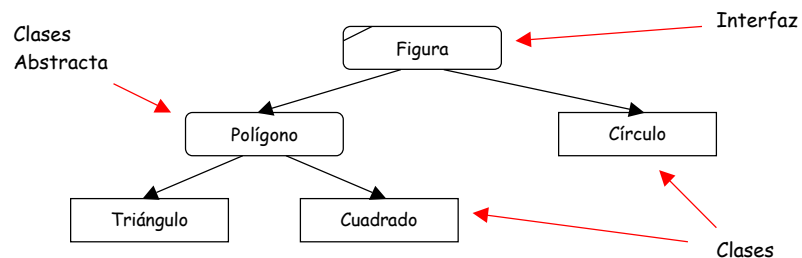 Interfaz
Clases
Abstracta
Figura
Polígono
Círculo
Triángulo
Cuadrado
Clases